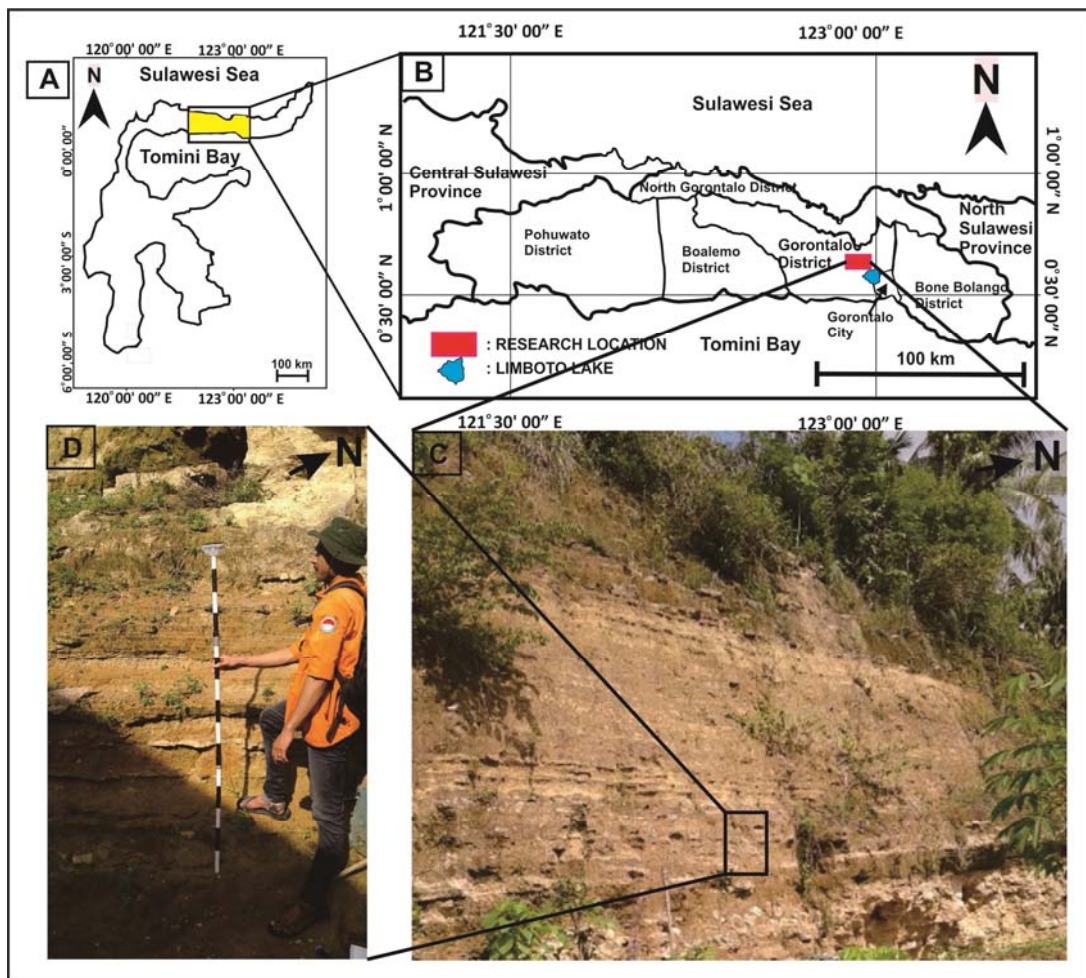 120°00' 00" E
123°00' 00" E
A
N
Sulawesi Sea
Tomini Bay
0°00' 00"
3°00' 00" S
6°00' 00" S
100 km
120°00' 00" E
123°00' 00" E
121°30' 00" E
123°00' 00" E
B
N
Sulawesi Sea
Central Sulawesi
Province
North Gorontalo District
North
Sulawesi
Province
Pohuwato
District
Boalemo
District
Gorontalo
District
Bone Bolango
District
Gorontalo
City
Tomini Bay
1°00' 00" N
0°30' 00" N
1°00' 00" N
0°30' 00" N
: RESEARCH LOCATION
: LIMBOTO LAKE
100 km
121°30' 00" E
123°00' 00" E
D
N
C
N